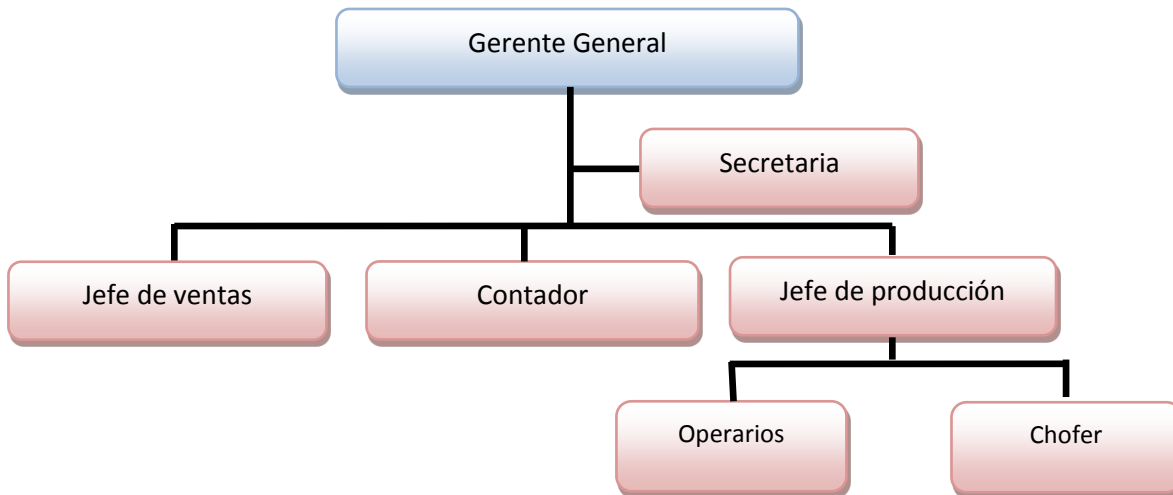 Gerente General
Secretaria
Jefe de ventas
Contador
Jefe de producción
Operarios
Chofer